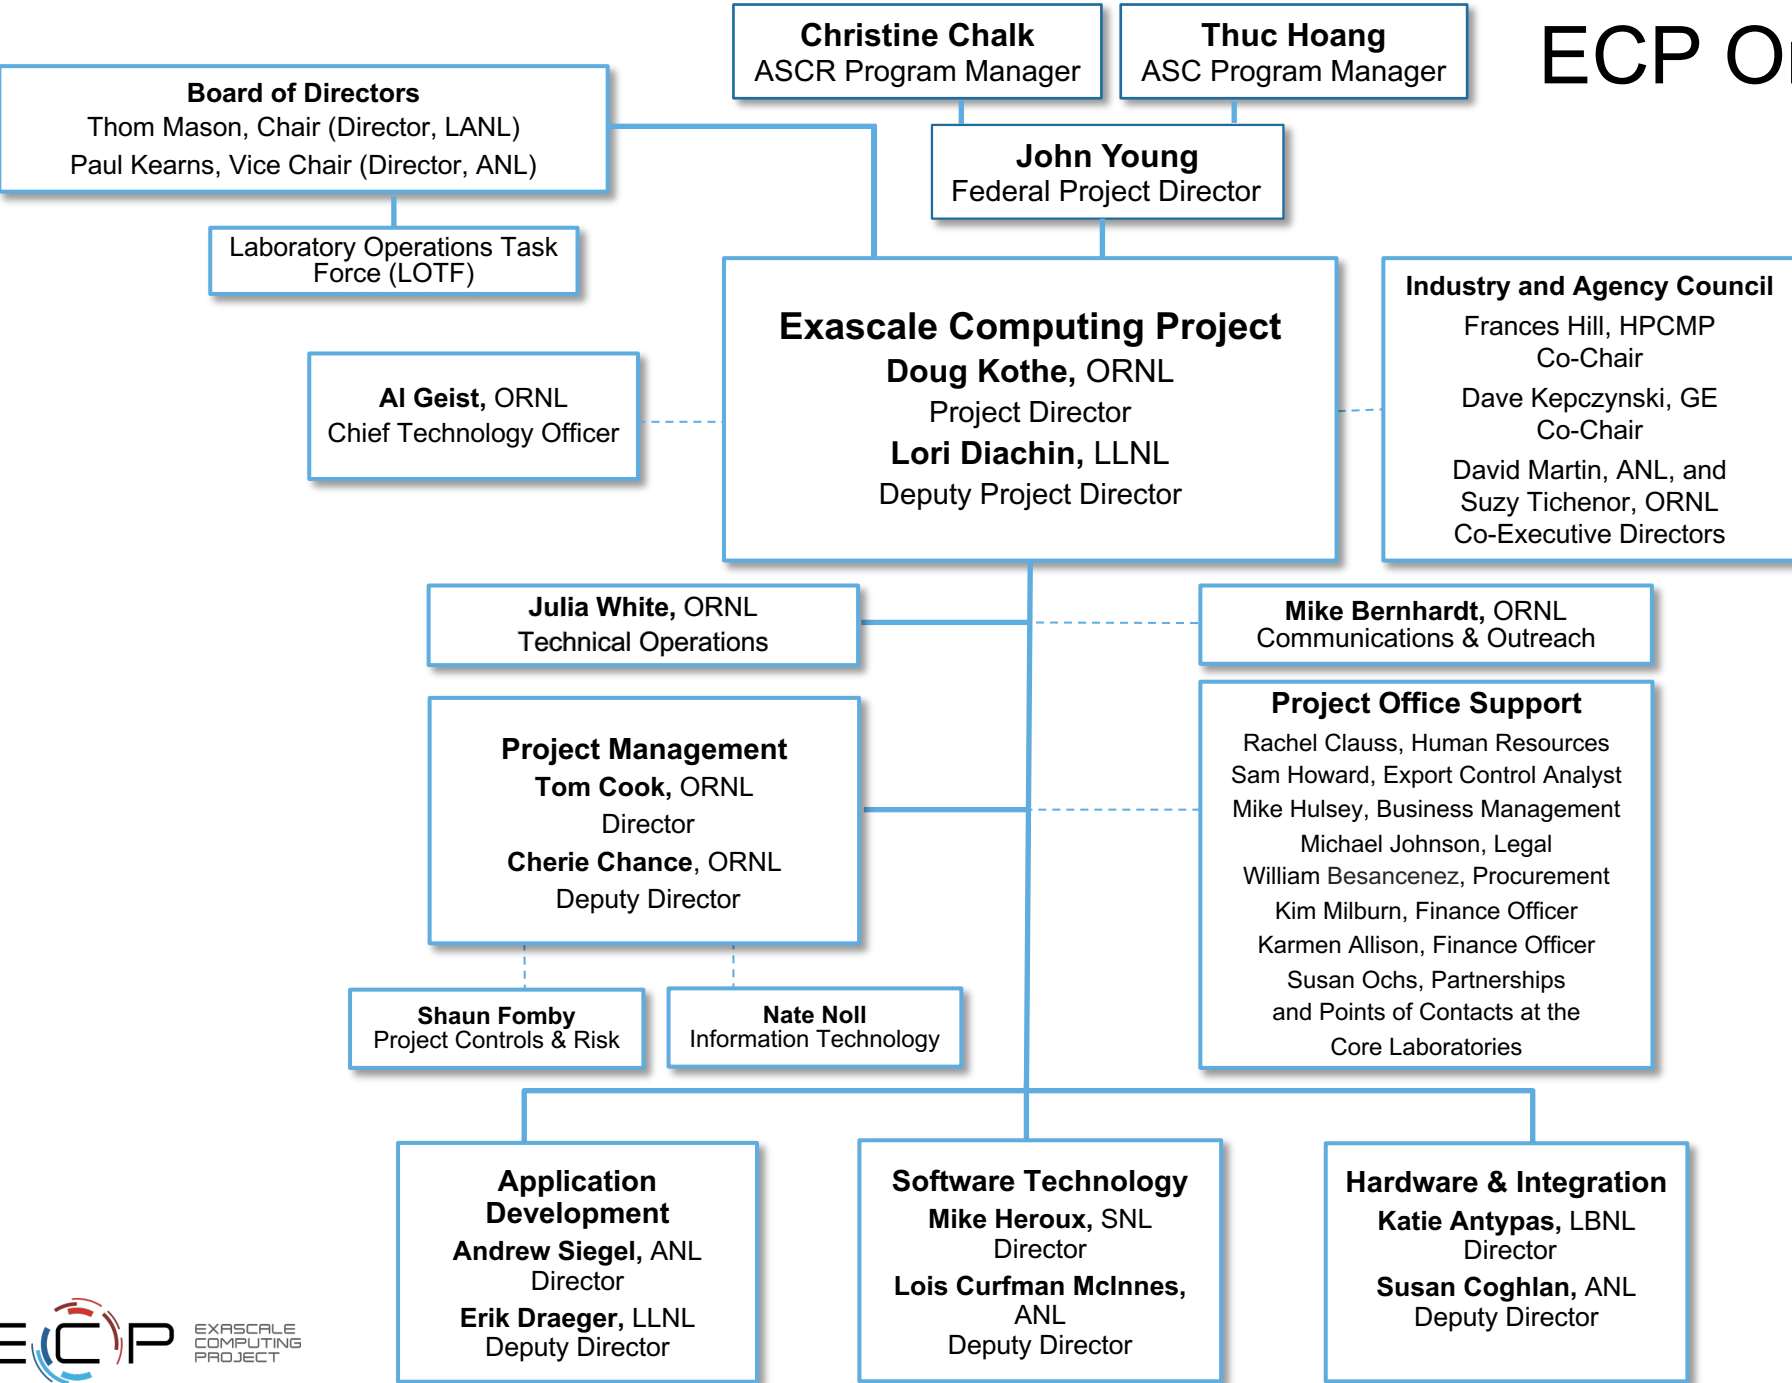 ECP
Christine Chalk
ASCR Program Manager
Thuc Hoang
ASC Program Manager
Board of Directors
Thom Mason, Chair (Director, LANL)
Paul Kearns, Vice Chair (Director, ANL)
John Young
Federal Project Director
Laboratory Operations Task
Force (LOTF)
Exascale Computing Project
Doug Kothe, ORNL
Project Director
Lori Diachin, LLNL
Deputy Project Director
Industry and Agency Council
Frances Hill, HPCMP
Co-Chair
Dave Kepczynski, GE
Co-Chair
David Martin, ANL, and
Suzy Tichenor, ORNL
Co-Executive Directors
Al Geist, ORNL
Chief Technology Officer
Julia White, ORNL
Technical Operations
Mike Bernhardt, ORNL
Communications & Outreach
Project Management
Tom Cook, ORNL
Director
Cherie Chance, ORNL
Deputy Director
Project Office Support
Rachel Clauss, Human Resources
Sam Howard, Export Control Analyst
Mike Hulsey, Business Management
Michael Johnson, Legal
William Besancenez, Procurement
Kim Milburn, Finance Officer
Karmen Allison, Finance Officer
Susan Ochs, Partnerships
and Points of Contacts at the
Core Laboratories
Shaun Fomby
Project Controls & Risk
Nate Noll
Information Technology
Application
Development
Andrew Siegel, ANL
Director
Erik Draeger, LLNL
Deputy Director
Software Technology
Mike Heroux, SNL
Director
Lois Curfman McInnes,
ANL
Deputy Director
Hardware & Integration
Katie Antypas, LBNL
Director
Susan Coghlan, ANL
Deputy Director
ECP
EXASCALE
COMPUTING
PROJECT